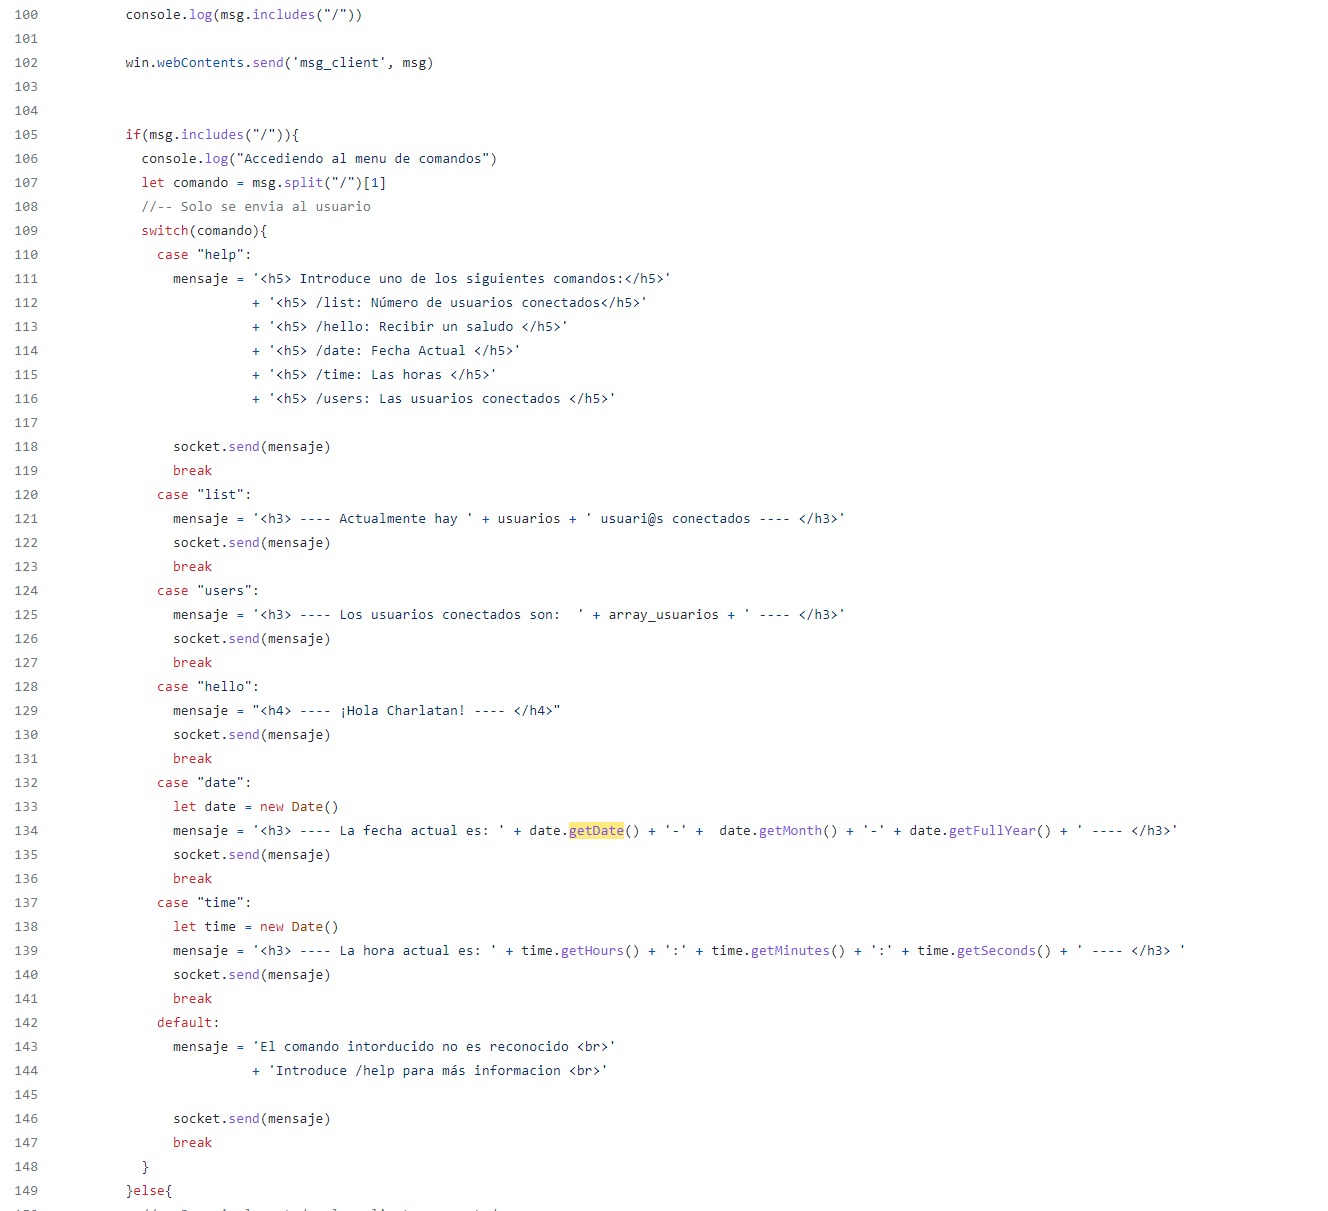 100 console.log(msg.includes("/"))
101
102 win.webContents.send('msg_client', msg)
103
104
105 if(msg.includes("/")){
106 console.log("Accediendo al menu de comandos")
107 let comando = msg.split("/")[1]
108 //-- Solo se envia al usuario
109 switch(comando){
110 case "help":
111 mensaje = '<h5> Introduce uno de los siguientes comandos:</h5>'
112 + '<h5> /list: Número de usuarios conectados</h5>'
113 + '<h5> /hello: Recibir un saludo </h5>'
114 + '<h5> /date: Fecha Actual </h5>'
115 + '<h5> /time: Las horas </h5>'
116 + '<h5> /users: Las usuarios conectados </h5>'
117
118 socket.send(mensaje)
119 break
120 case "list":
121 mensaje = '<h3> ---- Actualmente hay ' + usuarios + ' usuari@s conectados ---- </h3>'
122 socket.send(mensaje)
123 break
124 case "users":
125 mensaje = '<h3> ---- Los usuarios conectados son:  ' + array_usuarios + ' ---- </h3>'
126 socket.send(mensaje)
127 break
128 case "hello":
129 mensaje = "<h4> ---- ¡Hola Charlatan! ---- </h4>"
130 socket.send(mensaje)
131 break
132 case "date":
133 let date = new Date()
134 mensaje = '<h3> ---- La fecha actual es: ' + date.getDate() + '-' +  date.getMonth() + '-' + date.getFullYear() + ' ---- </h3>'
135 socket.send(mensaje)
136 break
137 case "time":
138 let time = new Date()
139 mensaje = '<h3> ---- La hora actual es: ' + time.getHours() + ':' + time.getMinutes() + ':' + time.getSeconds() + ' ---- </h3> '
140 socket.send(mensaje)
141 break
142 default:
143 mensaje = 'El comando intorducido no es reconocido <br>'
144 + 'Introduce /help para más informacion <br>'
145
146 socket.send(mensaje)
147 break
148 }
149 }else{